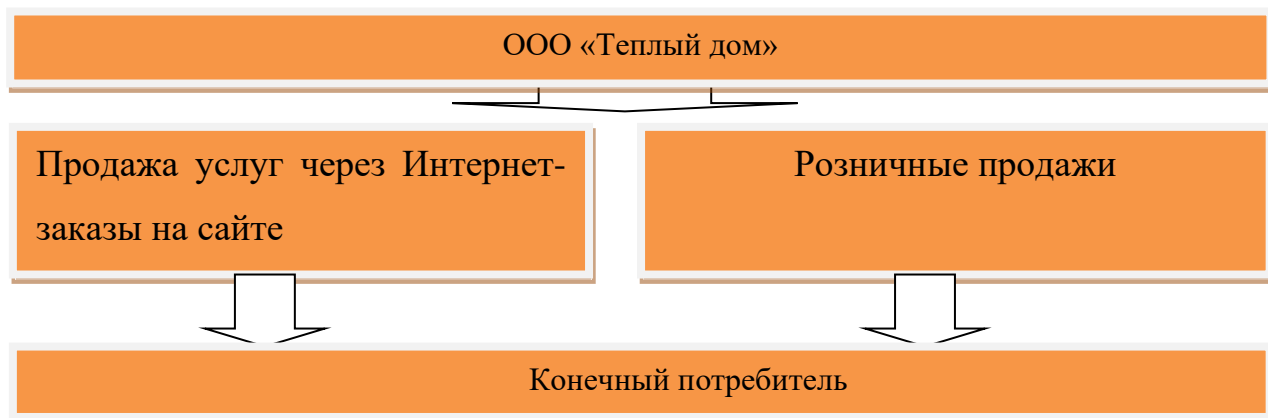 ООО «Теплый дом»
Продажа услуг через Интернет-
заказы на сайте
Розничные продажи
Конечный потребитель